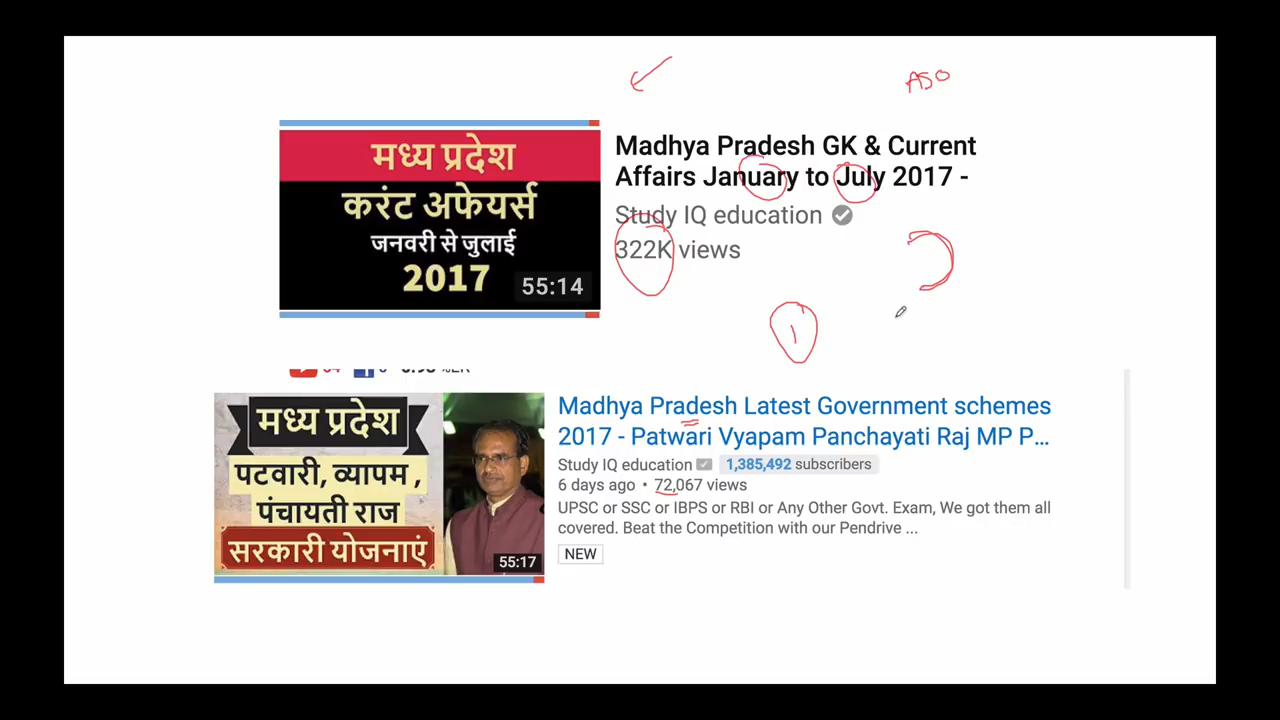 ASO
मध्य प्रदेश
करंट अफेयर्स
जनवरी से जुलाई
2017
55:14
Madhya Pradesh GK & Current
Affairs January to July 2017 -
Study IQ education
322K views
1
मध्य प्रदेश
पटवारी, व्यापम ,
पंचायती राज
सरकारी योजनाएं
55:17
Madhya Pradesh Latest Government schemes
2017 - Patwari Vyapam Panchayati Raj MP P...
Study IQ education 1,385,492 subscribers
6 days ago • 72,067 views
UPSC or SSC or IBPS or RBI or Any Other Govt. Exam, We got them all
covered. Beat the Competition with our Pendrive ...
NEW